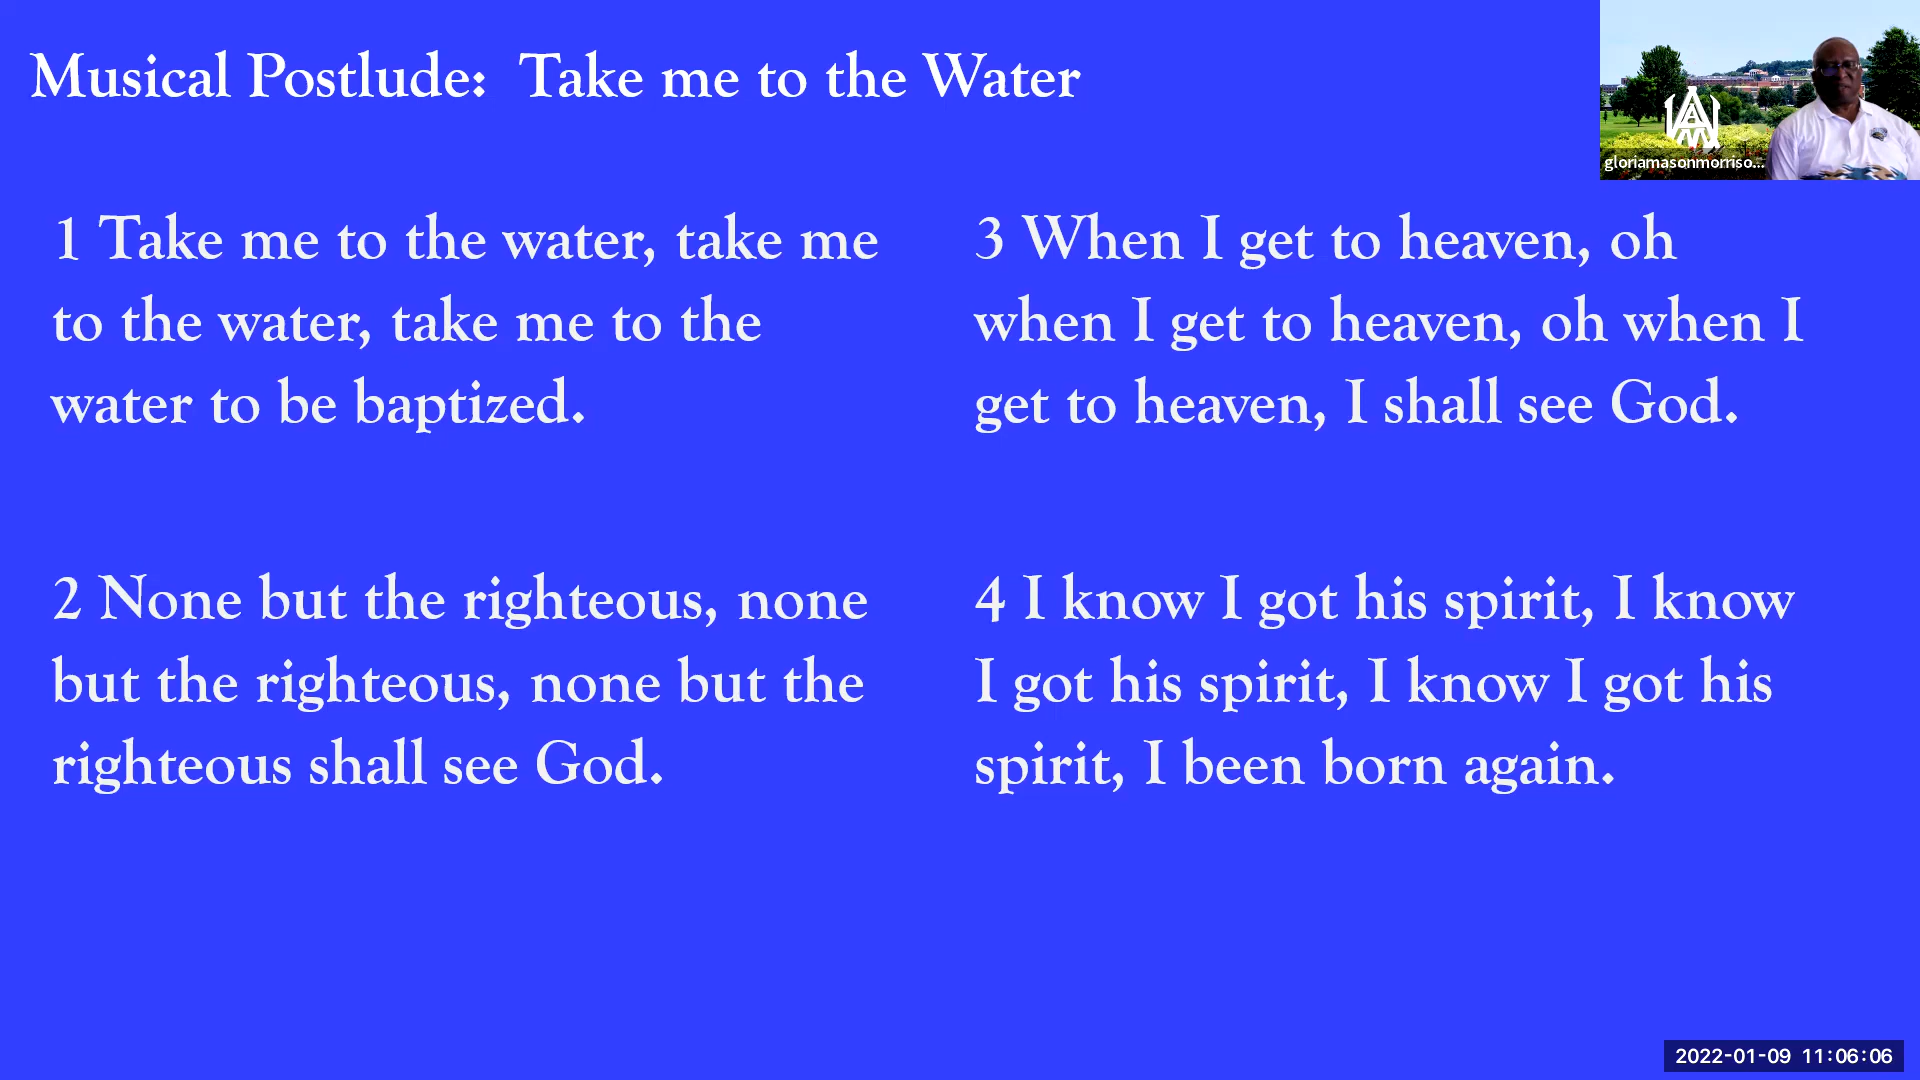 Musical Postlude: Take me to the Water
1 Take me to the water, take me
to the water, take me to the
water to be baptized.
2 None but the righteous, none
but the righteous, none but the
righteous shall see God.
3 When I get to heaven, oh
when I get to heaven, oh when I
get to heaven, I shall see God.
4 I know I got his spirit, I know
I got his spirit, I know I got his
spirit, I been born again.
AAMU
gloriamasonmorriso...
2022-01-09 11:06:06